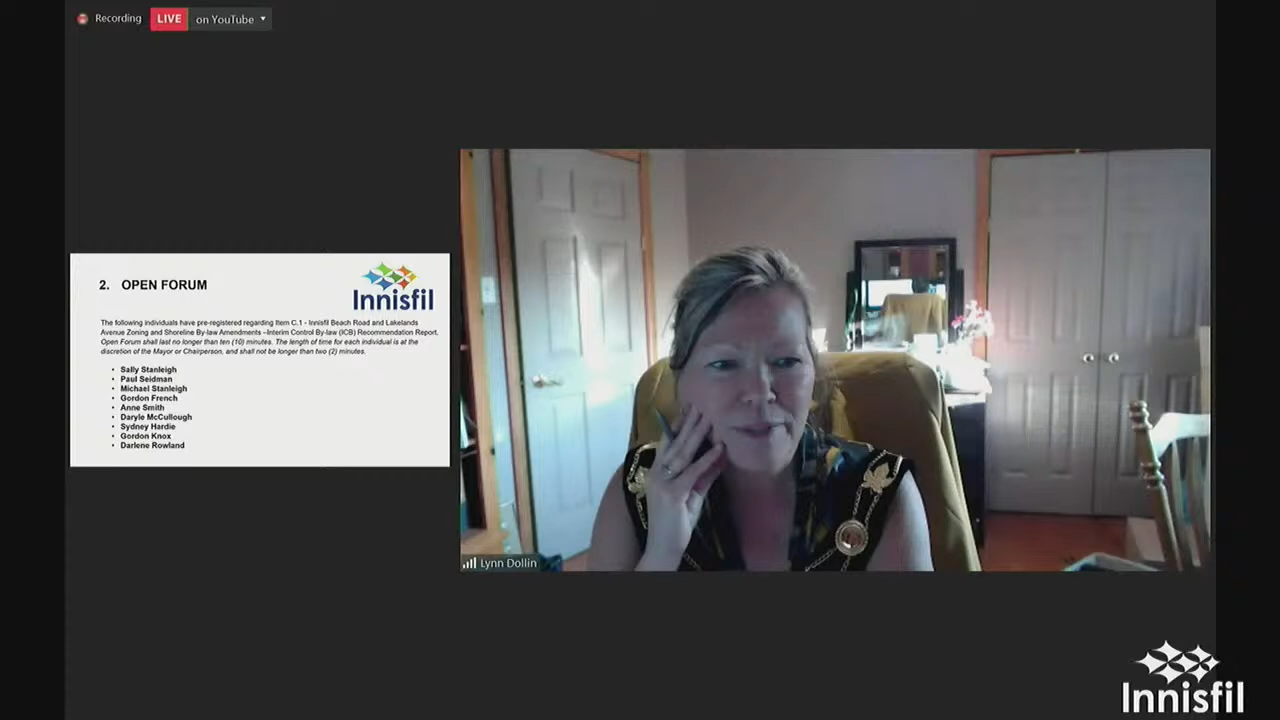 Recording
LIVE on YouTube
2. OPEN FORUM
Innisfil
The following individuals have pre-registered regarding Item C.1 - Innisfil Beach Road and Lakelands
Avenue Zoning and Shoreline By-law Amendments -Interim Control By-law (ICB) Recommendation Report.
Open Forum shall last no longer than ten (10) minutes. The length of time for each individual is at the
discretion of the Mayor or Chairperson, and shall not be longer than two (2) minutes.
• Sally Stanleigh
• Paul Seidman
• Michael Stanleigh
• Gordon French
• Anne Smith
• Daryle McCullough
• Sydney Hardie
• Gordon Knox
• Darlene Rowland
Lynn Dollin
Innisfil